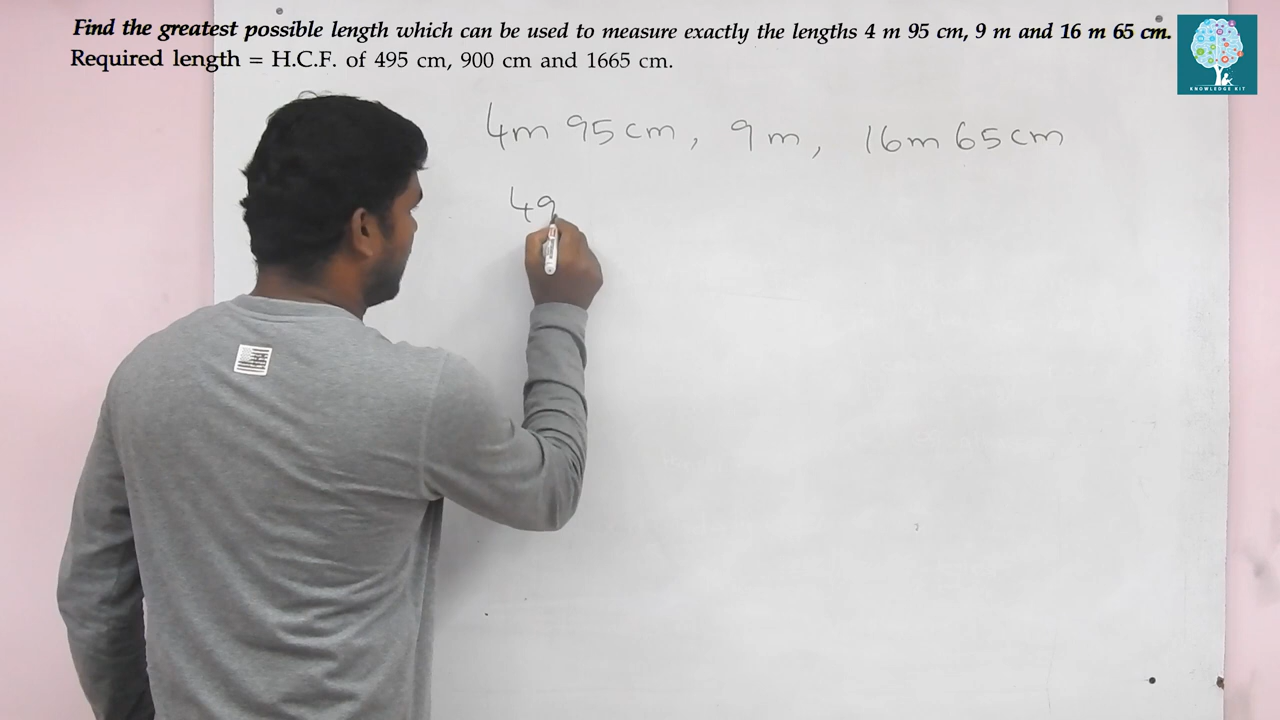 Find the greatest possible length which can be used to measure exactly the lengths 4 m 95 cm, 9 m and 16 m 65 cm.
Required length = H.C.F. of 495 cm, 900 cm and 1665 cm.
KNOWLEDGE KIT
4m 95cm, 9m, 16m 65cm
49